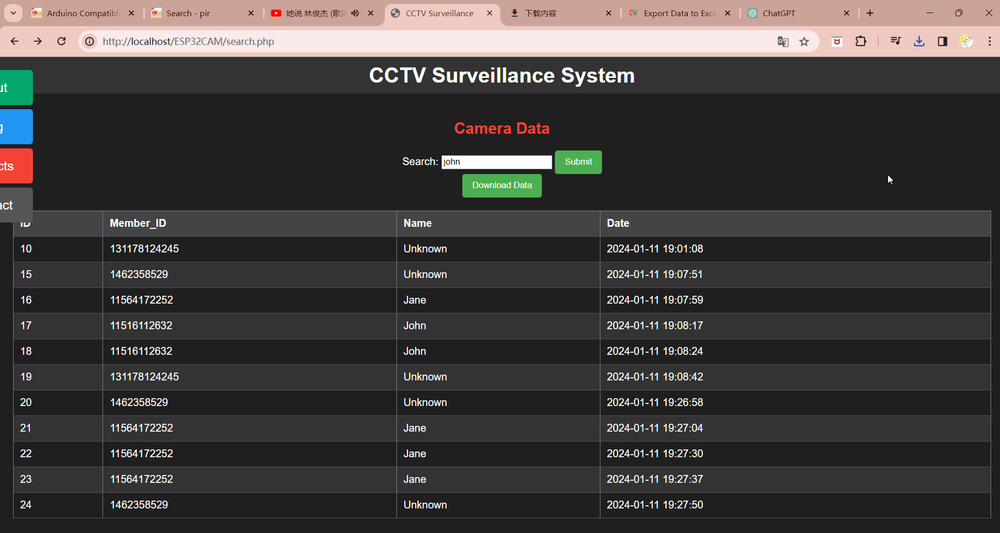 Arduino Compatible Search - pir 她说 林俊杰 (歌词 CCTV Surveillance 下载内容 Export Data to Exce ChatGPT
http://localhost/ESP32CAM/search.php
CCTV Surveillance System
ut
g
cts
act
Camera Data
Search: john Submit
Download Data
ID Member_ID Name Date
10 131178124245 Unknown 2024-01-11 19:01:08
15 1462358529 Unknown 2024-01-11 19:07:51
16 11564172252 Jane 2024-01-11 19:07:59
17 11516112632 John 2024-01-11 19:08:17
18 11516112632 John 2024-01-11 19:08:24
19 131178124245 Unknown 2024-01-11 19:08:42
20 1462358529 Unknown 2024-01-11 19:26:58
21 11564172252 Jane 2024-01-11 19:27:04
22 11564172252 Jane 2024-01-11 19:27:30
23 11564172252 Jane 2024-01-11 19:27:37
24 1462358529 Unknown 2024-01-11 19:27:50